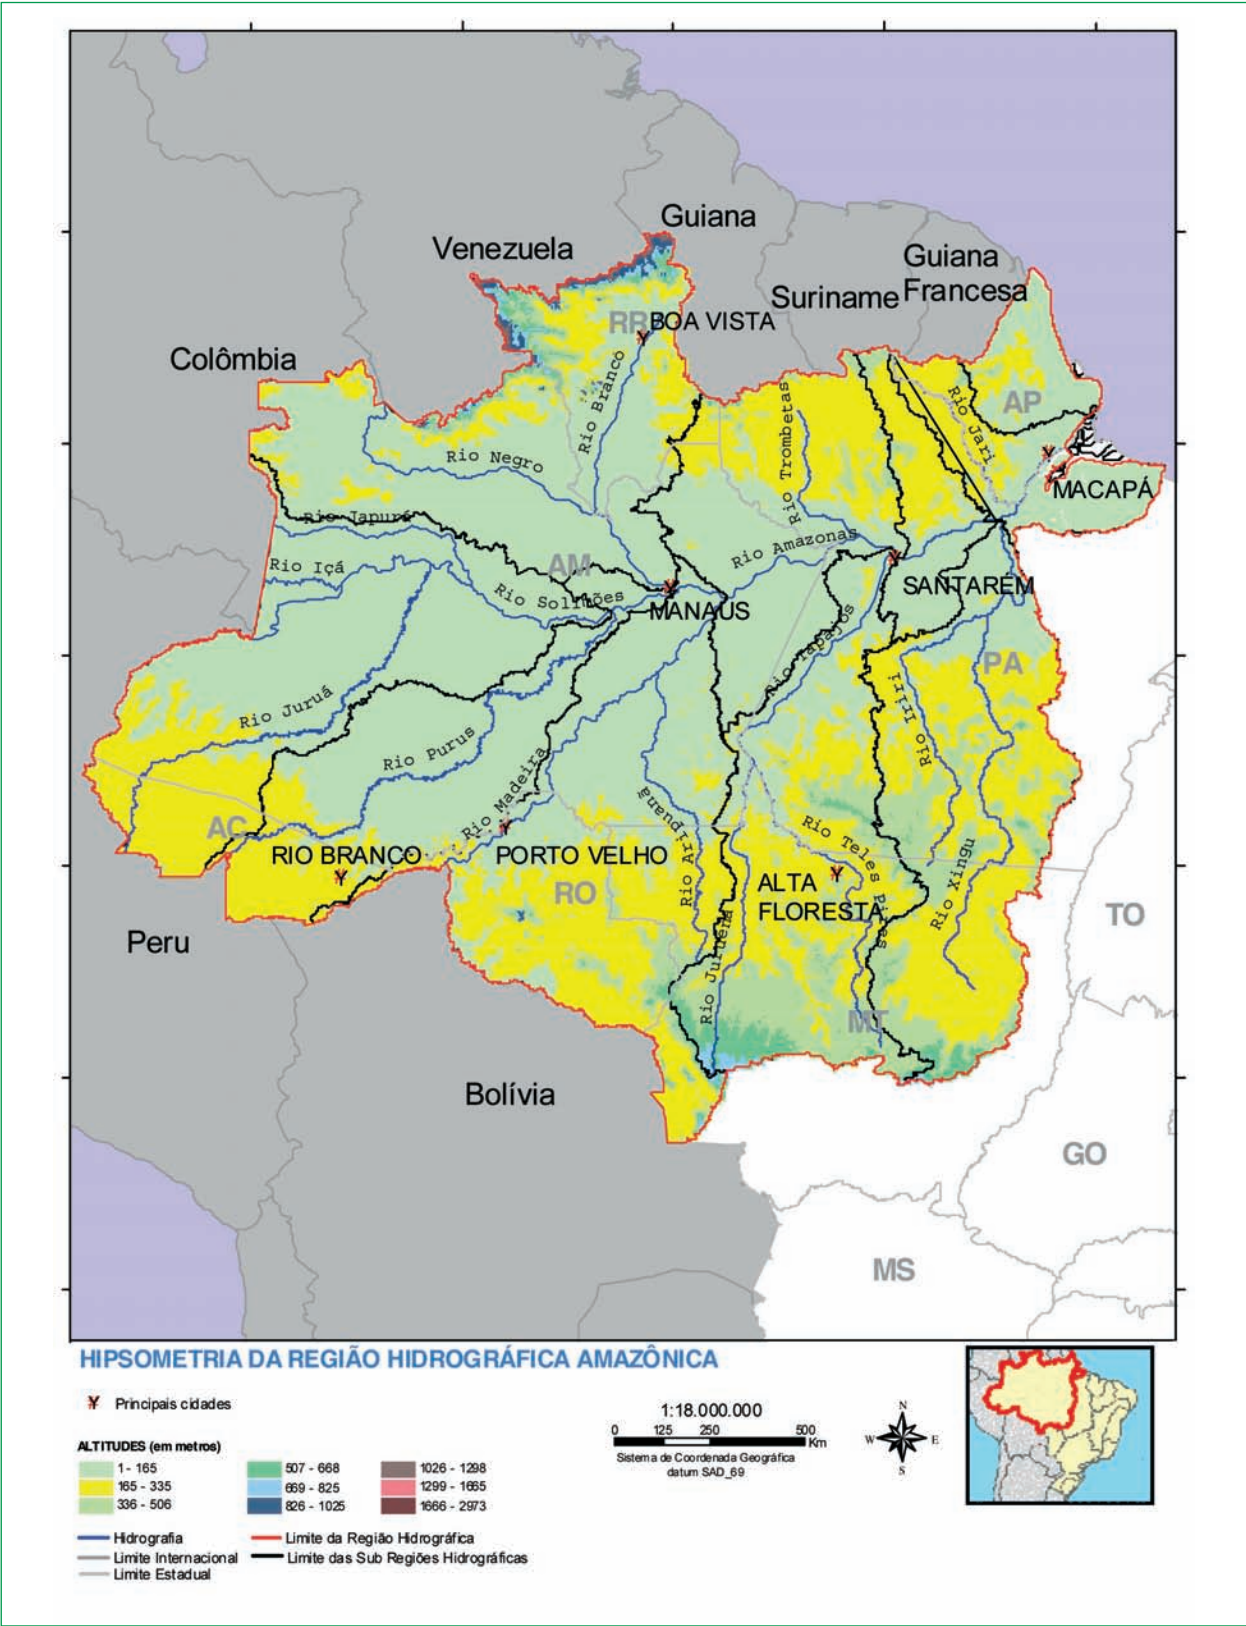 Guiana
Venezuela
Guiana
Francesa
Suriname
RR
BOA VISTA
Colômbia
Rio Branco
Rio Trombetas
Rio Jari
AP
Rio Negro
MACAPÁ
Rio Japurá
Rio Amazonas
Rio Içá
AM
Rio Solimões
SANTARÉM
MANAUS
Rio Tapajós
PA
Rio Juruá
Rio Iriri
Rio Purus
Rio Madeira
Rio Aripuanã
AC
Rio Teles Pires
Rio Xingu
RIO BRANCO
PORTO VELHO
ALTA
FLORESTA
RO
TO
Peru
Rio Juruena
MT
Bolívia
GO
MS
HIPSOMETRIA DA REGIÃO HIDROGRÁFICA AMAZÔNICA
Principais cidades
ALTITUDES (em metros)
1 - 165
165 - 335
336 - 506
507 - 668
669 - 825
826 - 1025
1026 - 1298
1299 - 1665
1666 - 2973
Hidrografia
Limite Internacional
Limite Estadual
Limite da Região Hidrográfica
Limite das Sub Regiões Hidrográficas
1:18.000.000
0 125 250 500
Km
Sistema de Coordenada Geográfica
datum SAD_69
N
W E
S